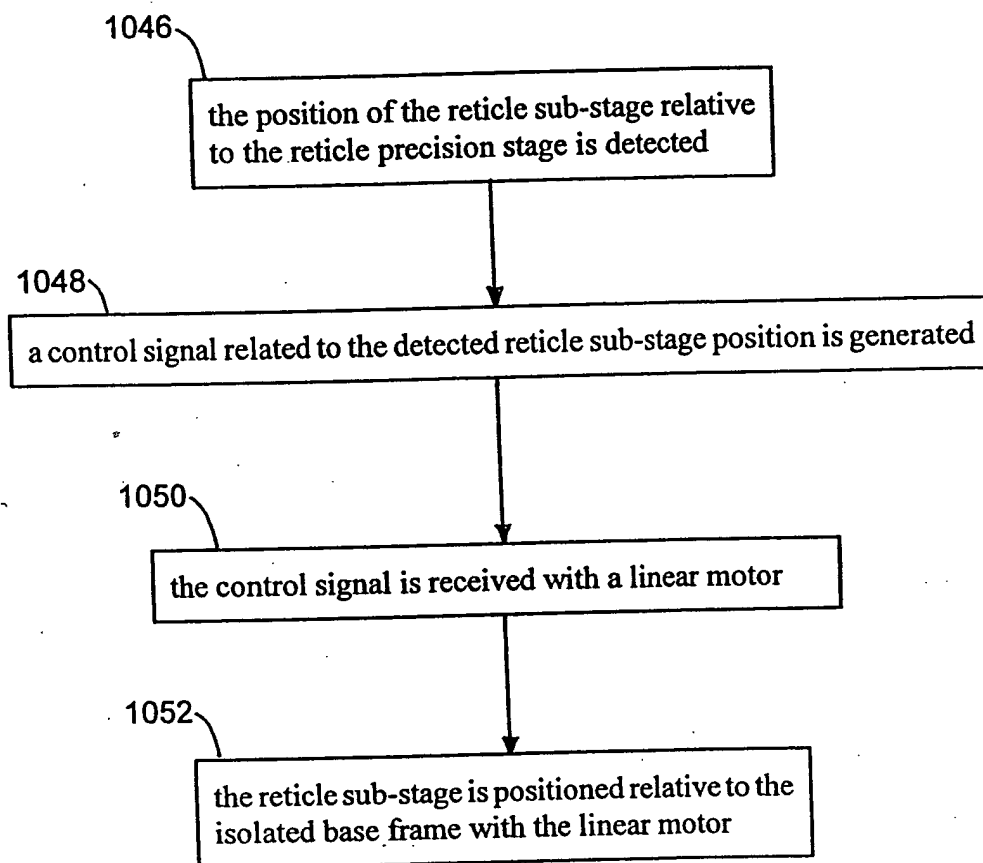 1046
the position of the reticle sub-stage relative
to the reticle precision stage is detected
1048
a control signal related to the detected reticle sub-stage position is generated
1050
the control signal is received with a linear motor
1052
the reticle sub-stage is positioned relative to the
isolated base frame with the linear motor